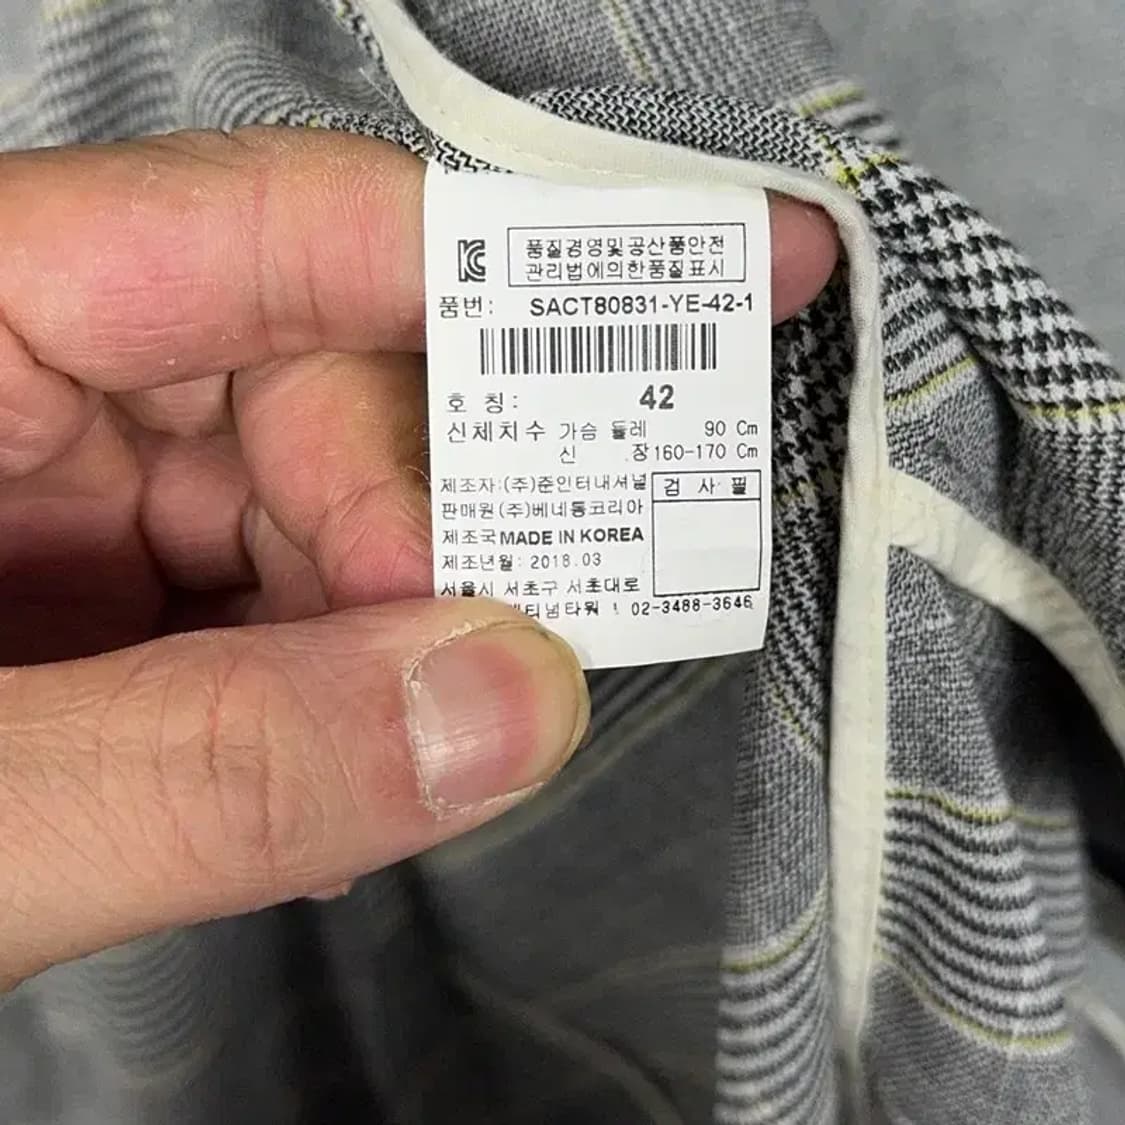 KC
품질경영및공산품안전
관리법에의한품질표시
품번: SACT80831-YE-42-1
호 칭: 42
신체치수 가슴 둘레 90 Cm
신 장 160-170 Cm
제조자:(주)준인터내셔널
검 사 필
판매원(주)베네통코리아
제조국 MADE IN KOREA
제조년월: 2018.03
서울시 서초구 서초대로
02-3488-3646